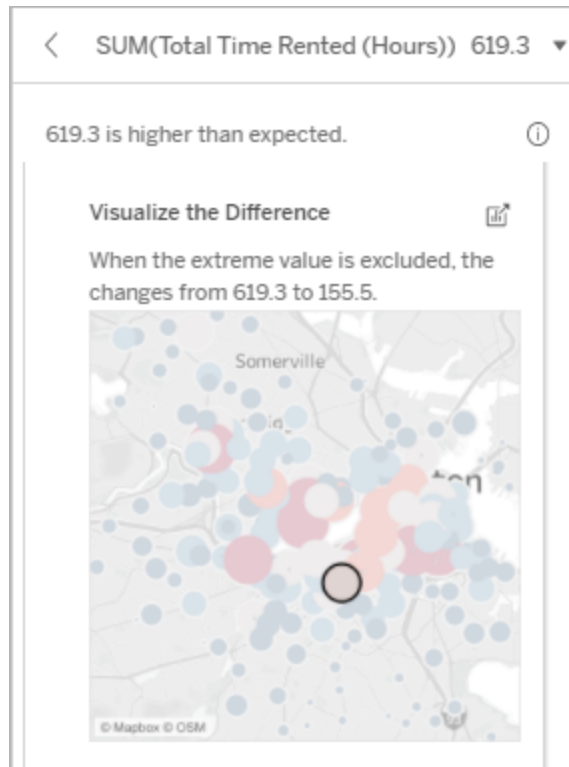 SUM(Total Time Rented (Hours)) 619.3
619.3 is higher than expected.
Visualize the Difference
When the extreme value is excluded, the
changes from 619.3 to 155.5.
Somerville
© Mapbox © OSM